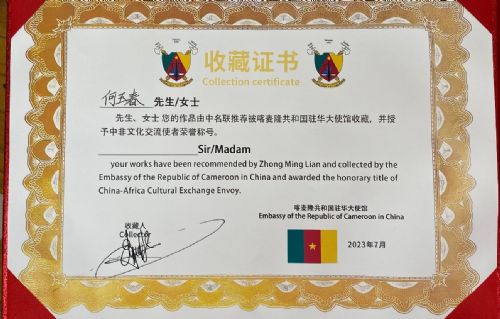 收藏证书
Collection certificate
何五春 先生/女士
先生、女士您的作品由中名联推荐被喀麦隆共和国驻华大使馆收藏，并授
予中非文化交流使者荣誉称号。
Sir/Madam
your works have been recommended by Zhong Ming Lian and collected by the
Embassy of the Republic of Cameroon in China and awarded the honorary title of
China-Africa Cultural Exchange Envoy.
收藏人
Collector
喀麦隆共和国驻华大使馆
Embassy of the Republic of Cameroon in China
2023年7月